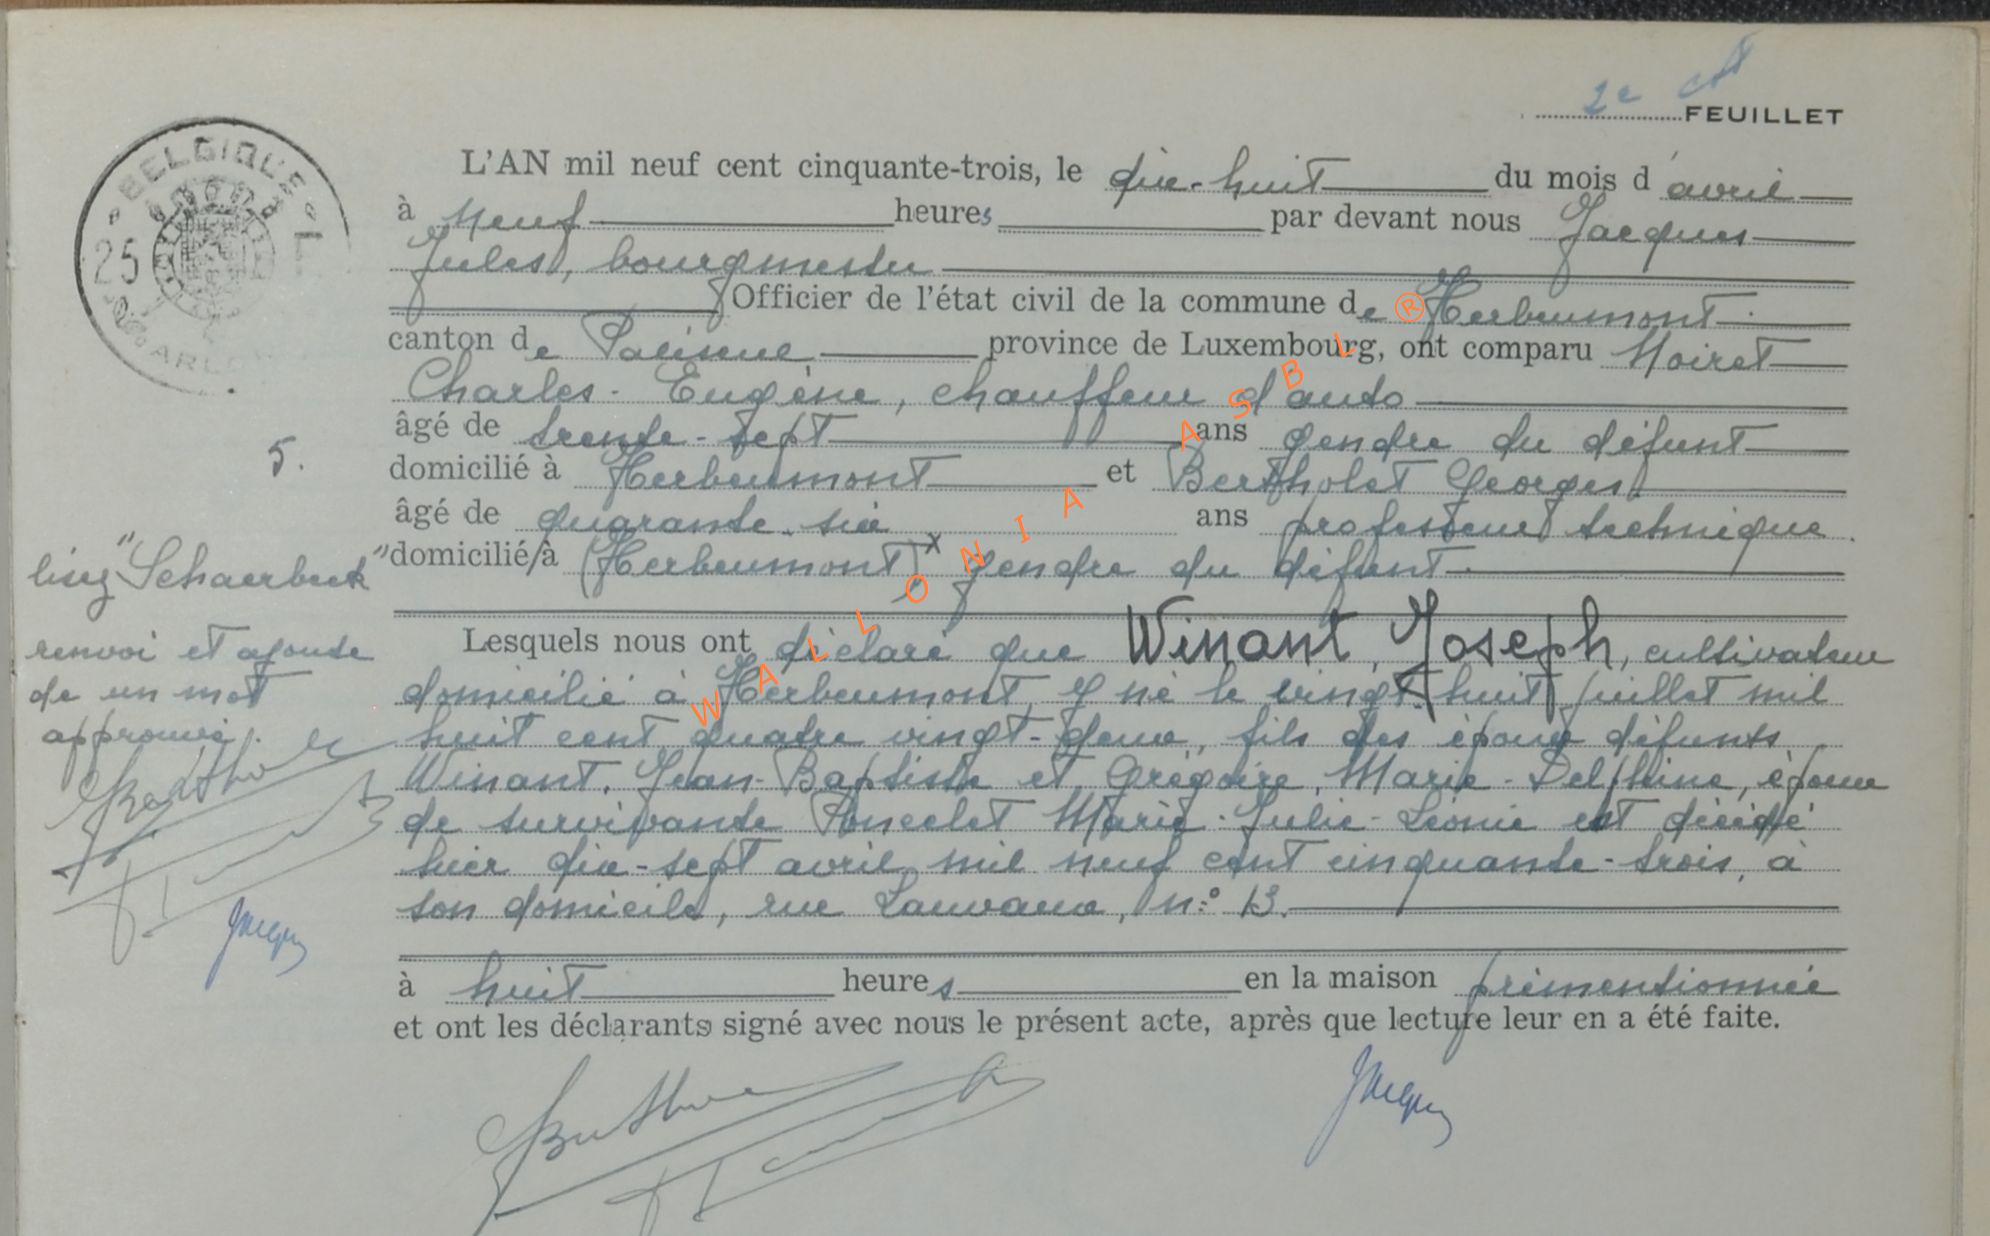 2e
FEUILLET
BELGIQUE
25
ARLON
L'AN mil neuf cent cinquante-trois, le dix-huit du mois d'avril
à neuf heures par devant nous Jacques
Jules, bourgmestre
Officier de l'état civil de la commune de Herbeumont
canton de Paliseul province de Luxembourg, ont comparu Noiret
Charles-Eugène, chauffeur d'auto
âgé de trente-sept ans gendre du défunt
5.
domicilié à Herbeumont et Bertholet Georges
âgé de quarante-six ans professeur technique
domicilié à (Herbeumont)x gendre du défunt
lisez "Schaerbeek"
renvoi et ajoute
de un mot
approuvé.
Lesquels nous ont déclaré que Winant, Joseph, cultivateur
domicilié à Herbeumont, y né le vingt-huit juillet mil
huit cent quatre vingt-deux, fils des époux défunts
Winant, Jean-Baptiste et Grégoire, Marie-Delphine, époux
de survivante Poncelet Marie-Julie-Léonie est décédé
hier dix-sept avril mil neuf cent cinquante-trois, à
son domicile, rue Lauvaux, n:° 13.
Jacques
à huit heures en la maison prémentionnée
et ont les déclarants signé avec nous le présent acte, après que lecture leur en a été faite.
Jacques
WALLONIA ASBL ®